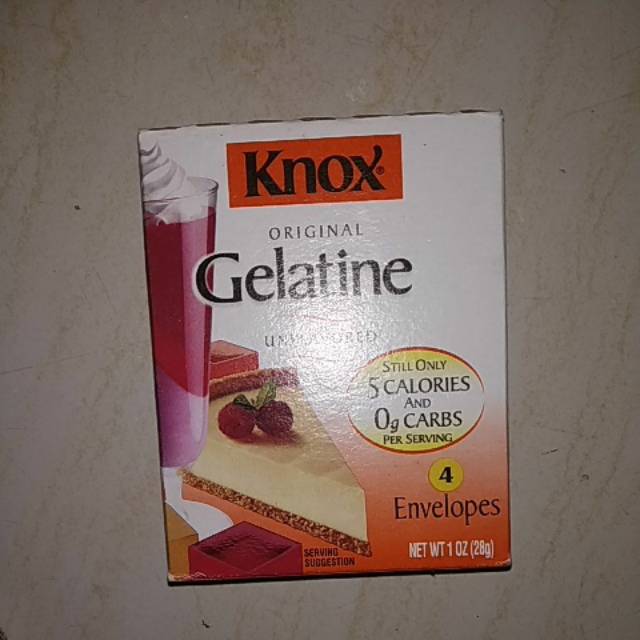 Knox®
ORIGINAL
Gelatine
UNFLAVORED
STILL ONLY
5 CALORIES
AND
0g CARBS
PER SERVING
4
Envelopes
SERVING
SUGGESTION
NET WT 1 OZ (28g)